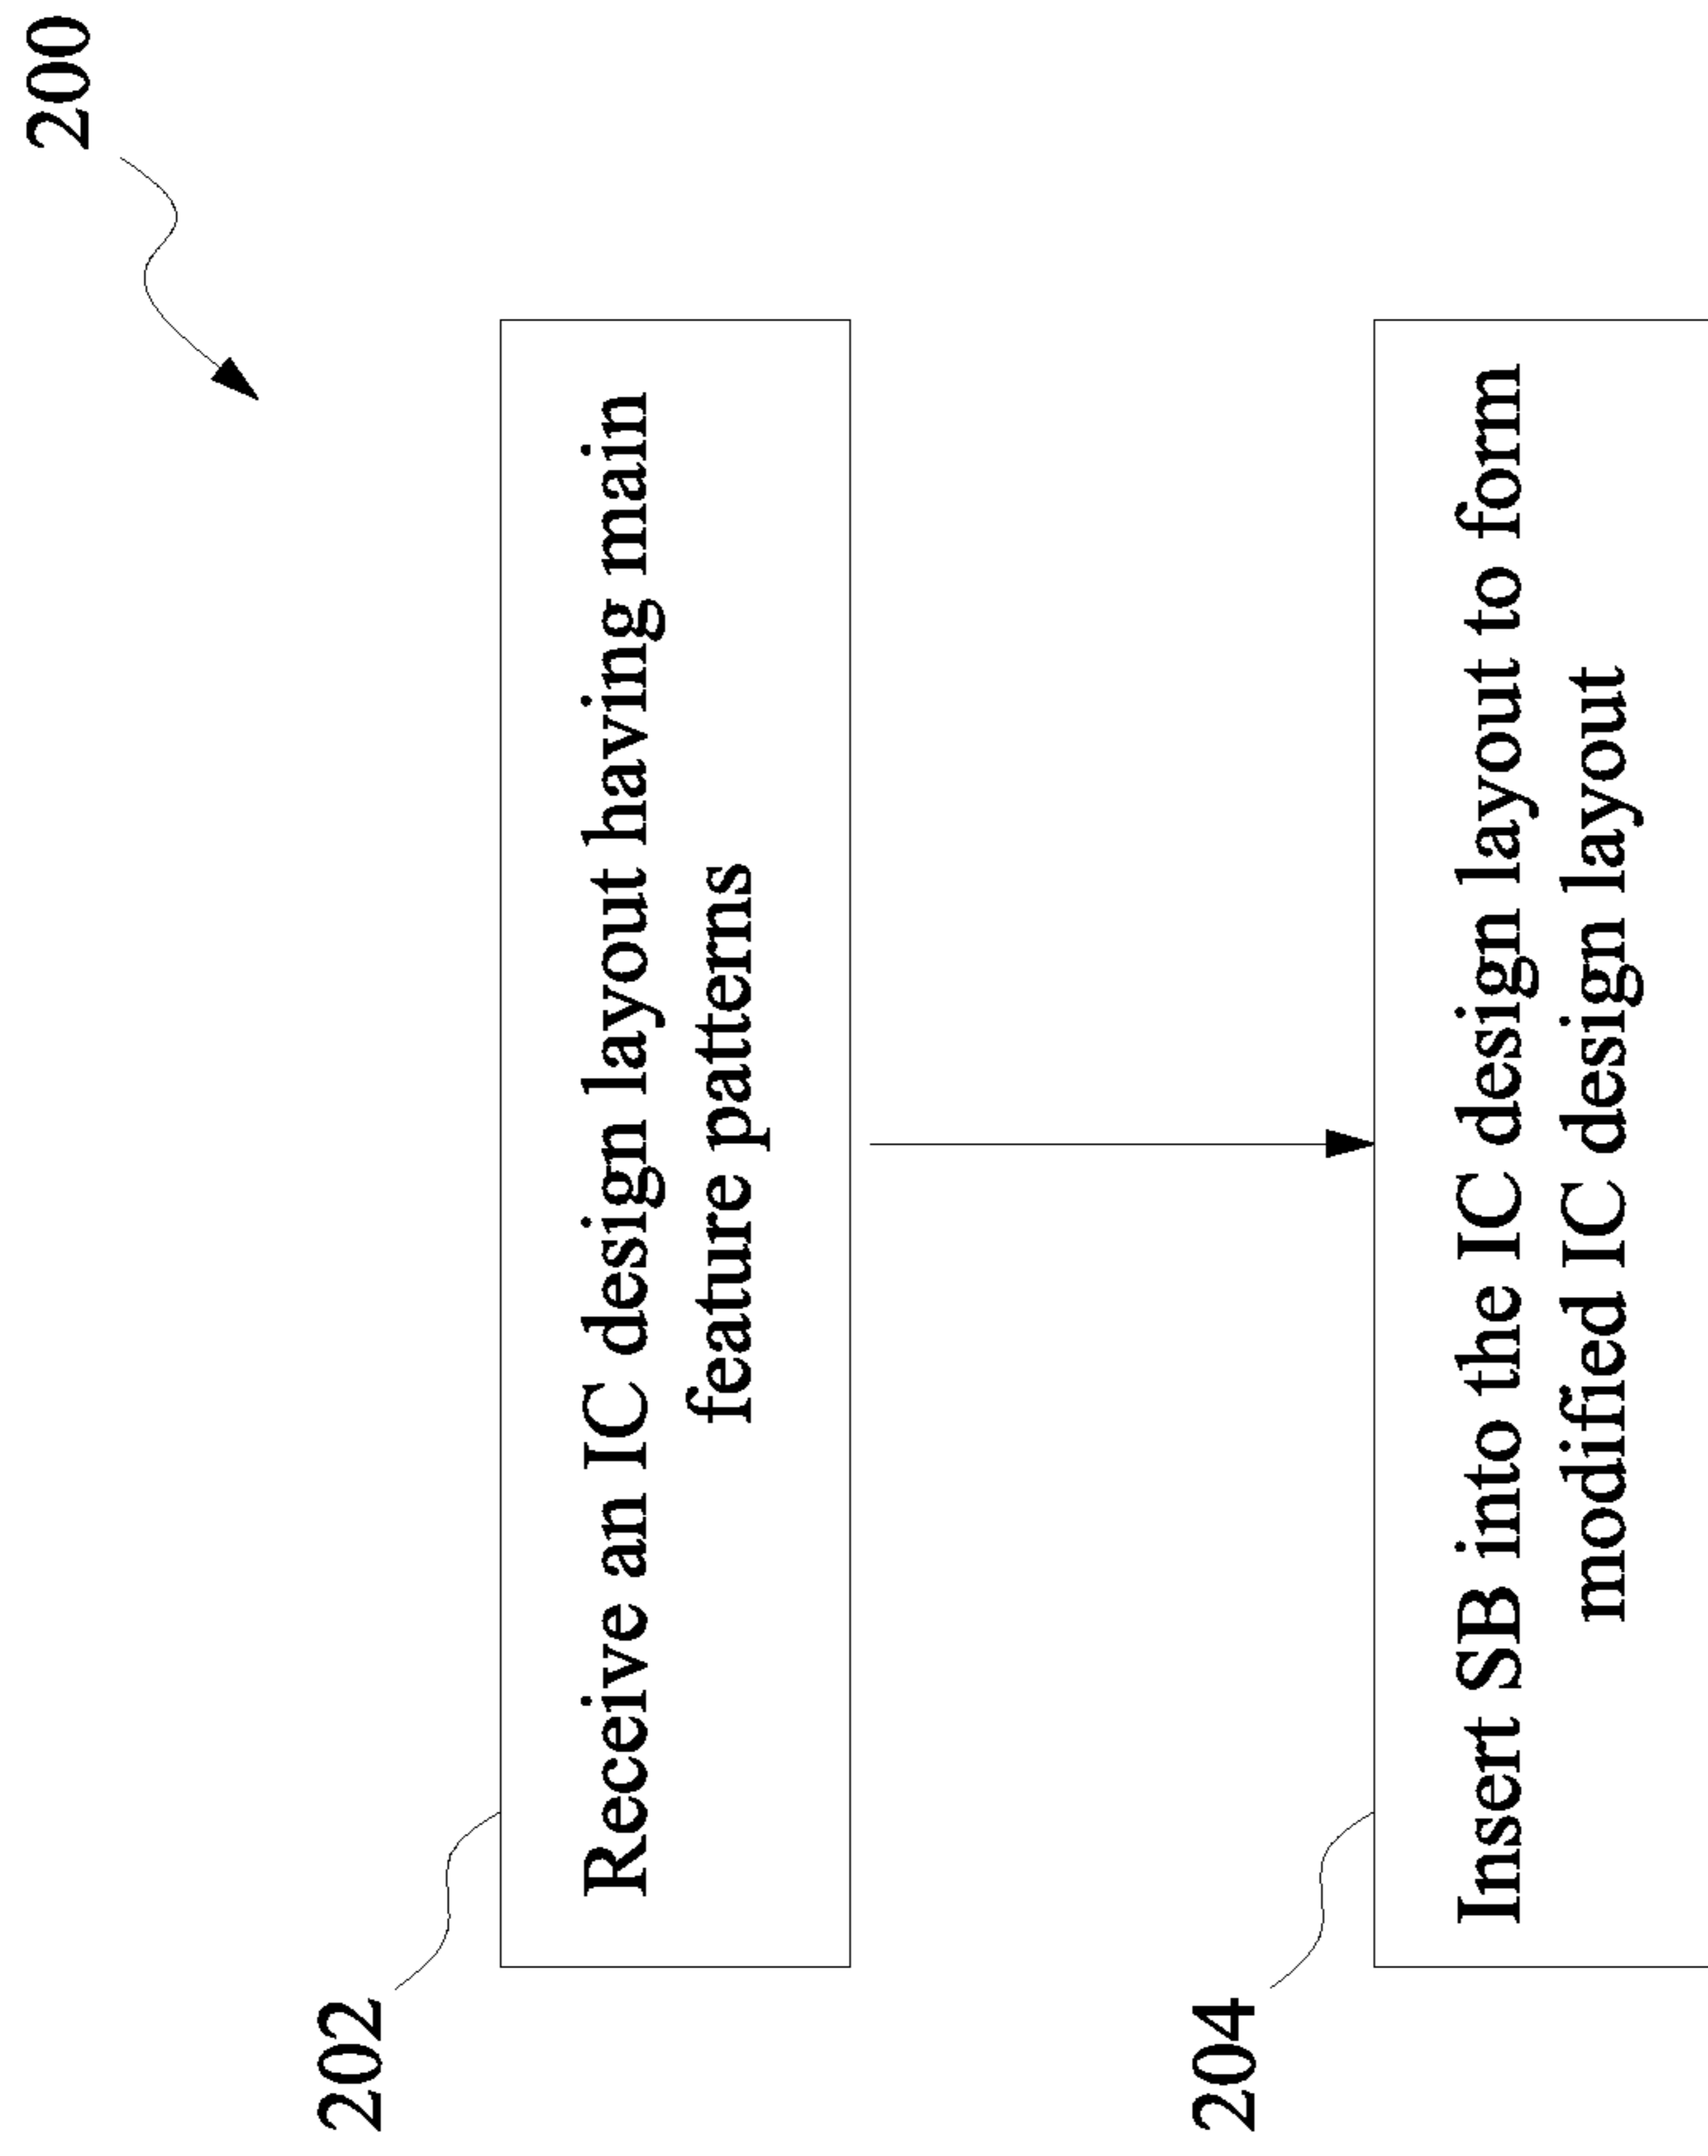 200
202
Receive an IC design layout having main
feature patterns
204
Insert SB into the IC design layout to form
modified IC design layout